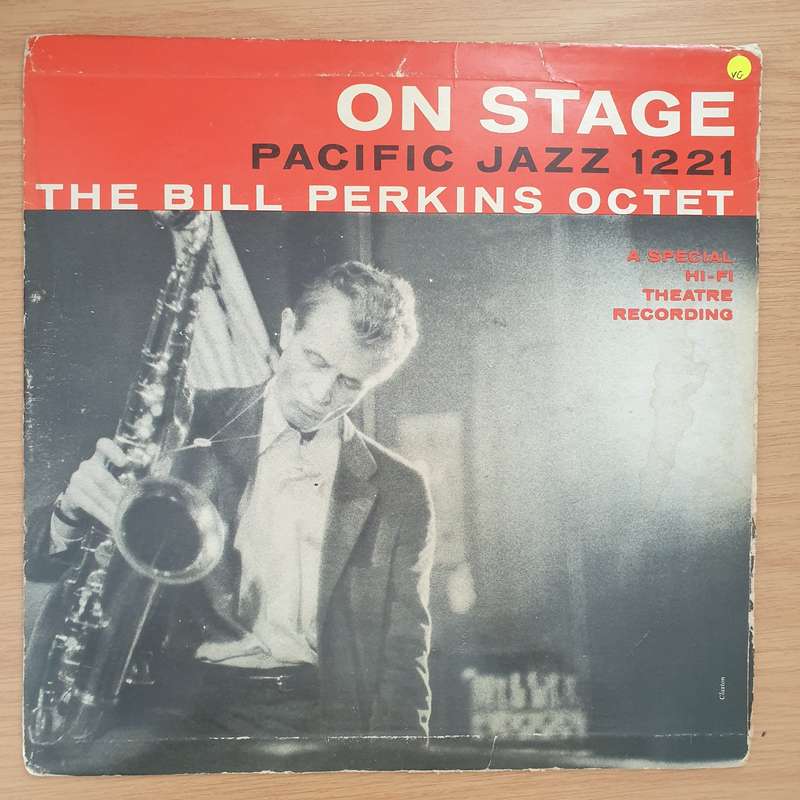 VG
ON STAGE
PACIFIC JAZZ 1221
THE BILL PERKINS OCTET
A SPECIAL
HI-FI
THEATRE
RECORDING
Claxton